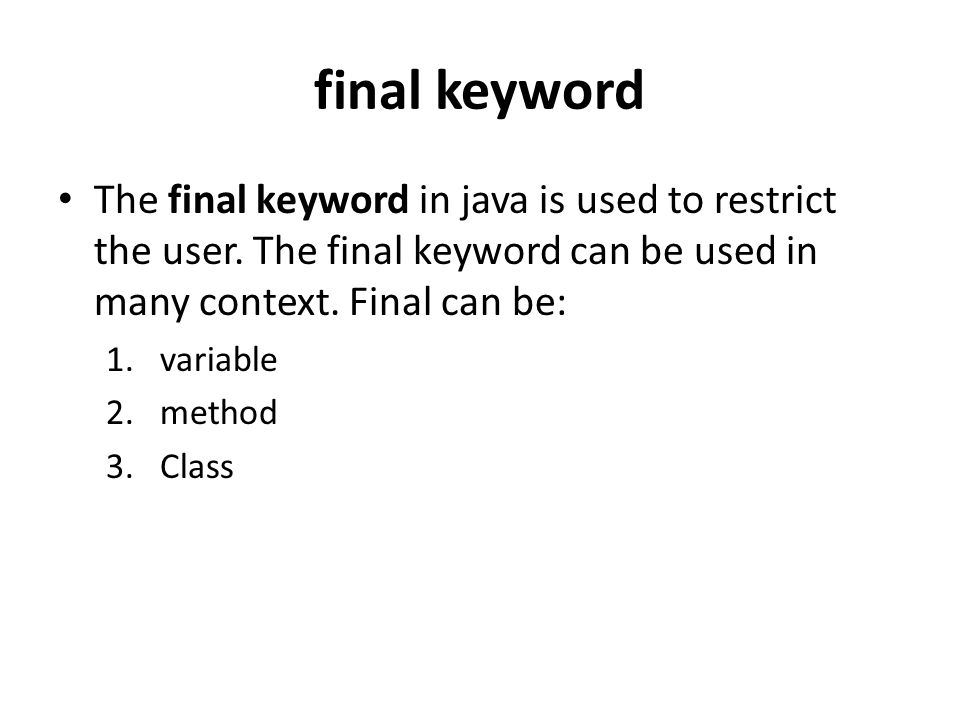 final keyword
• The final keyword in java is used to restrict
the user. The final keyword can be used in
many context. Final can be:
1. variable
2. method
3. Class